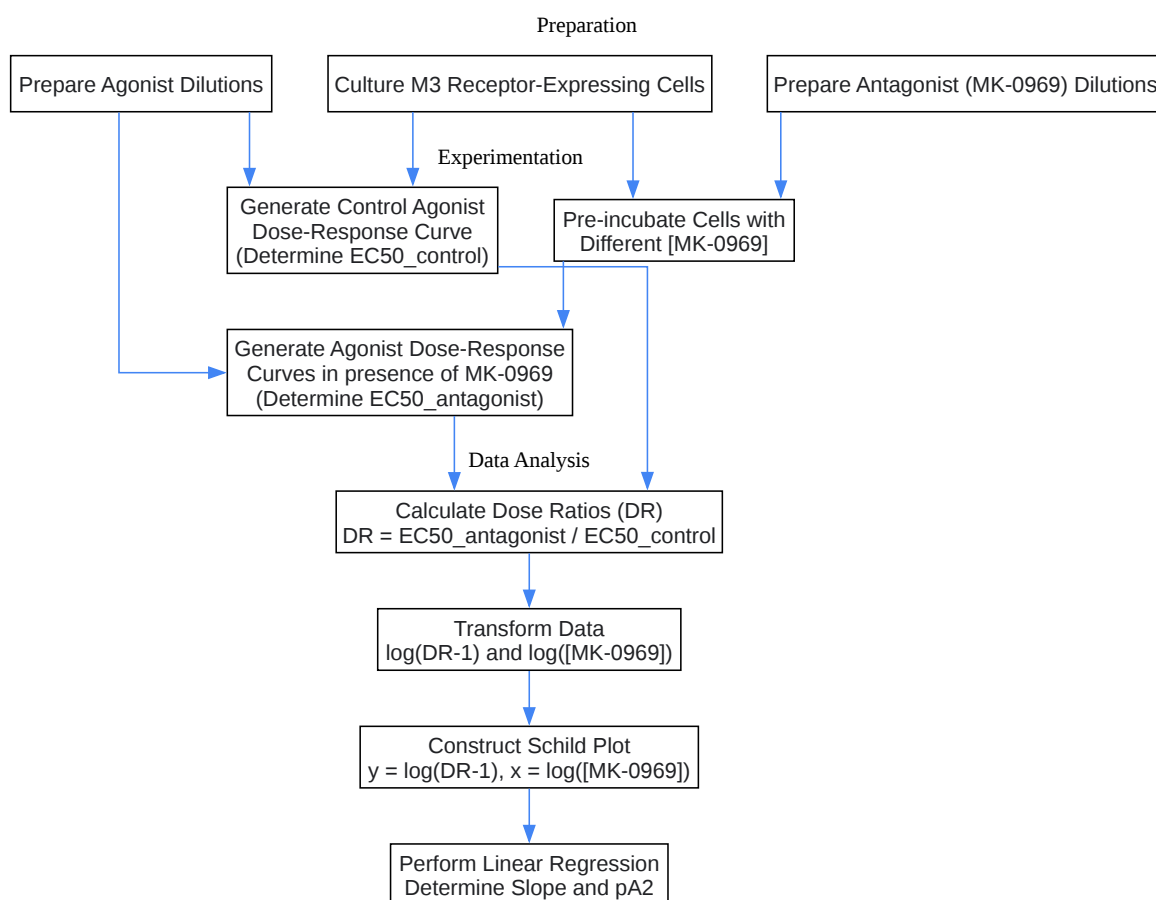 Preparation
Prepare Agonist Dilutions
Culture M3 Receptor-Expressing Cells
Prepare Antagonist (MK-0969) Dilutions
Experimentation
Generate Control Agonist
Dose-Response Curve
(Determine EC50_control)
Pre-incubate Cells with
Different [MK-0969]
Generate Agonist Dose-Response
Curves in presence of MK-0969
(Determine EC50_antagonist)
Data Analysis
Calculate Dose Ratios (DR)
DR = EC50_antagonist / EC50_control
Transform Data
log(DR-1) and log([MK-0969])
Construct Schild Plot
y = log(DR-1), x = log([MK-0969])
Perform Linear Regression
Determine Slope and pA2